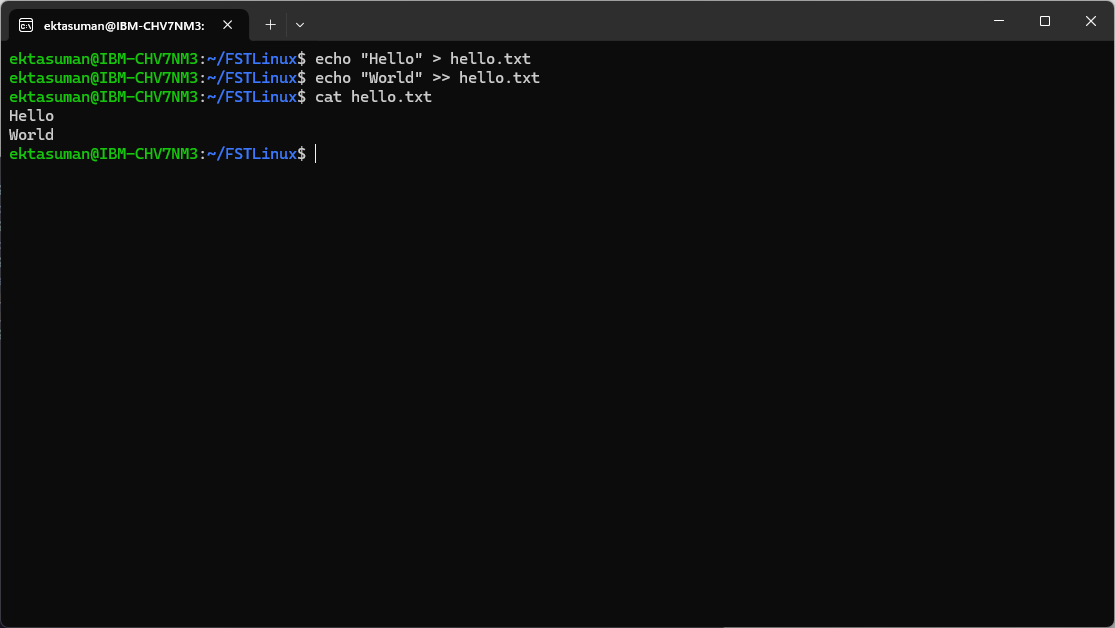 ektasuman@IBM-CHV7NM3:
ektasuman@IBM-CHV7NM3:~/FSTLinux$ echo "Hello" > hello.txt
ektasuman@IBM-CHV7NM3:~/FSTLinux$ echo "World" >> hello.txt
ektasuman@IBM-CHV7NM3:~/FSTLinux$ cat hello.txt
Hello
World
ektasuman@IBM-CHV7NM3:~/FSTLinux$